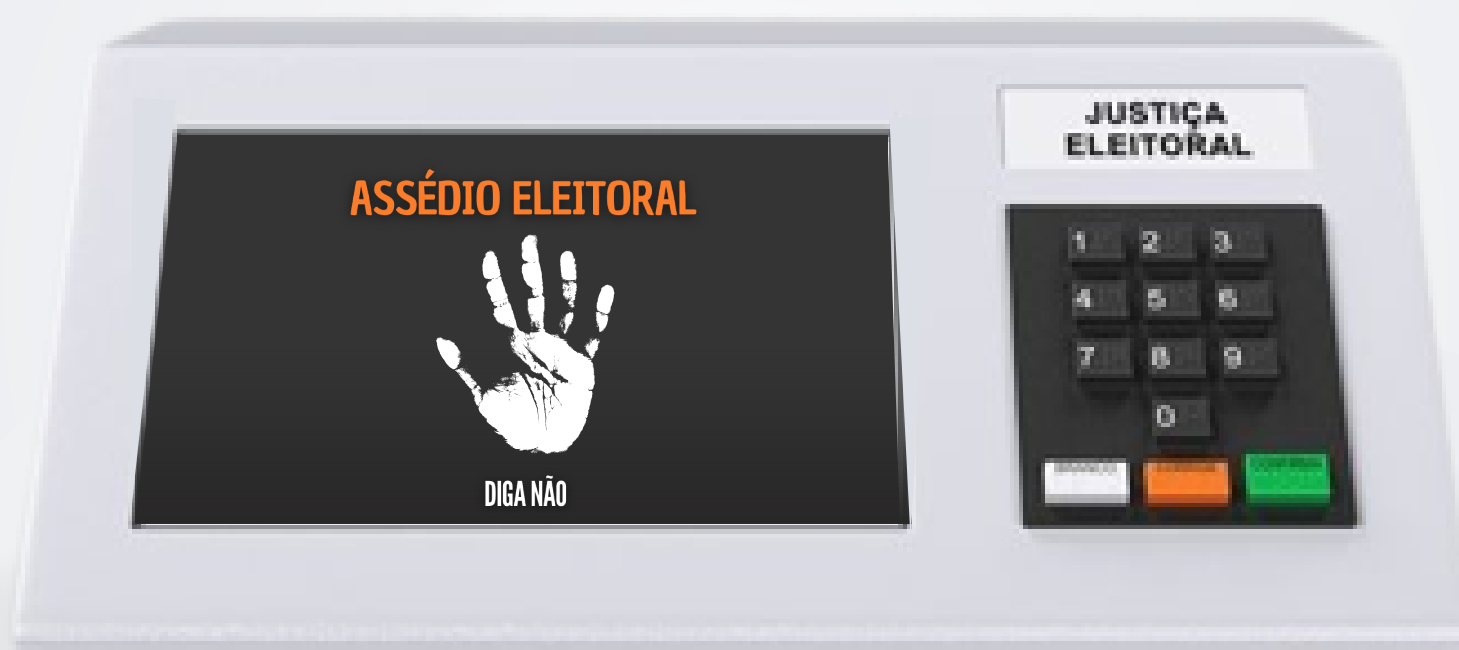 JUSTIÇA
ELEITORAL
ASSÉDIO ELEITORAL
DIGA NÃO
1 2 3
4 5 6
7 8 9
0